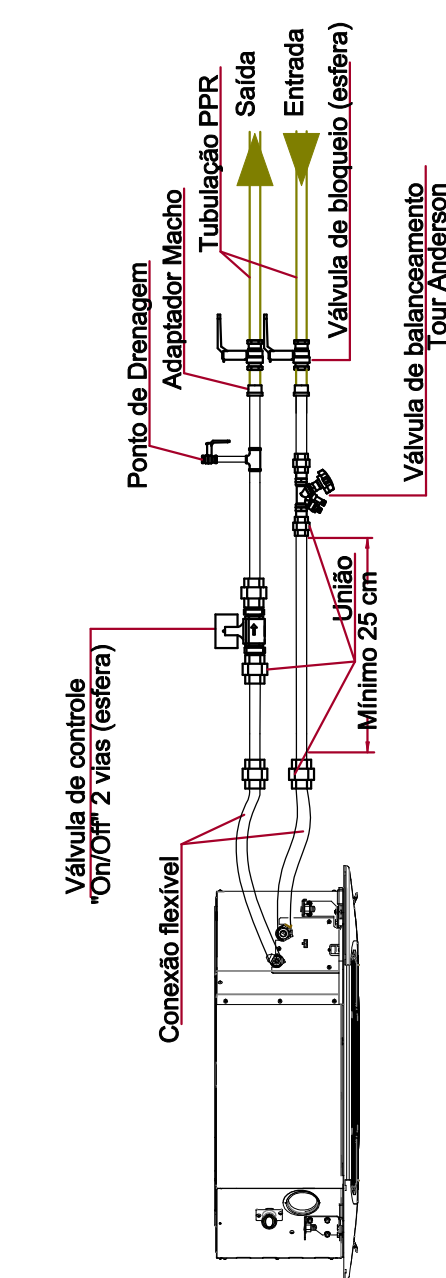 Saída
Entrada
Tubulação PPR
Válvula de bloqueio (esfera)
Adaptador Macho
Ponto de Drenagem
Válvula de balanceamento
Tour Anderson
União
Mínimo 25 cm
Válvula de controle
"On/Off" 2 vias (esfera)
Conexão flexível